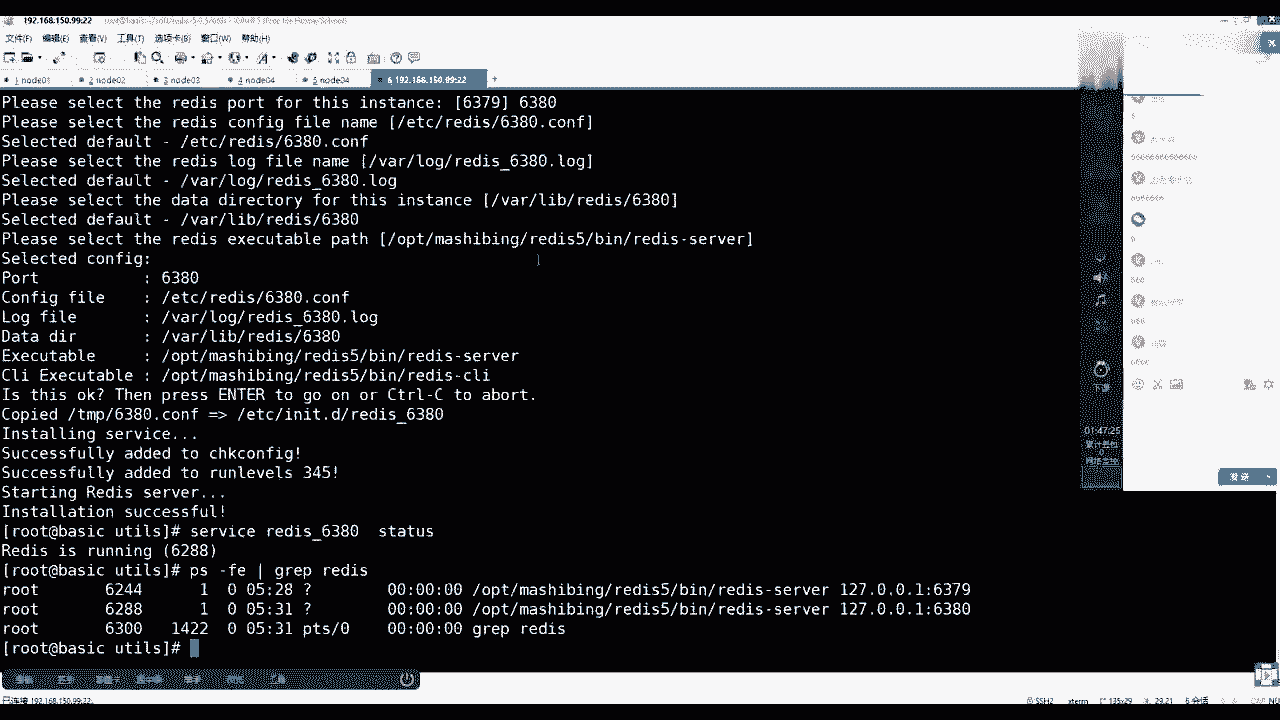 192.168.150.99:22
文件(F) 编辑(E) 查看(V) 工具(T) 选项卡(B) 窗口(W) 帮助(H)
1 node01 2 node02 3 node03 4 node04 5 node04 6 192.168.150.99:22 +
Please select the redis port for this instance: [6379] 6380
Please select the redis config file name [/etc/redis/6380.conf]
Selected default - /etc/redis/6380.conf
Please select the redis log file name [/var/log/redis_6380.log]
Selected default - /var/log/redis_6380.log
Please select the data directory for this instance [/var/lib/redis/6380]
Selected default - /var/lib/redis/6380
Please select the redis executable path [/opt/mashibing/redis5/bin/redis-server]
Selected config:
Port           : 6380
Config file    : /etc/redis/6380.conf
Log file       : /var/log/redis_6380.log
Data dir       : /var/lib/redis/6380
Executable     : /opt/mashibing/redis5/bin/redis-server
Cli Executable : /opt/mashibing/redis5/bin/redis-cli
Is this ok? Then press ENTER to go on or Ctrl-C to abort.
Copied /tmp/6380.conf => /etc/init.d/redis_6380
Installing service...
Successfully added to chkconfig!
Successfully added to runlevels 345!
Starting Redis server...
Installation successful!
[root@basic utils]# service redis_6380  status
Redis is running (6288)
[root@basic utils]# ps -fe | grep redis
root       6244      1  0 05:28 ?        00:00:00 /opt/mashibing/redis5/bin/redis-server 127.0.0.1:6379
root       6288      1  0 05:31 ?        00:00:00 /opt/mashibing/redis5/bin/redis-server 127.0.0.1:6380
root       6300   1422  0 05:31 pts/0    00:00:00 grep redis
[root@basic utils]#
01:47:25
发送
已连接 192.168.150.99:22
SSH2 xterm 135x29 29,21 6 会话